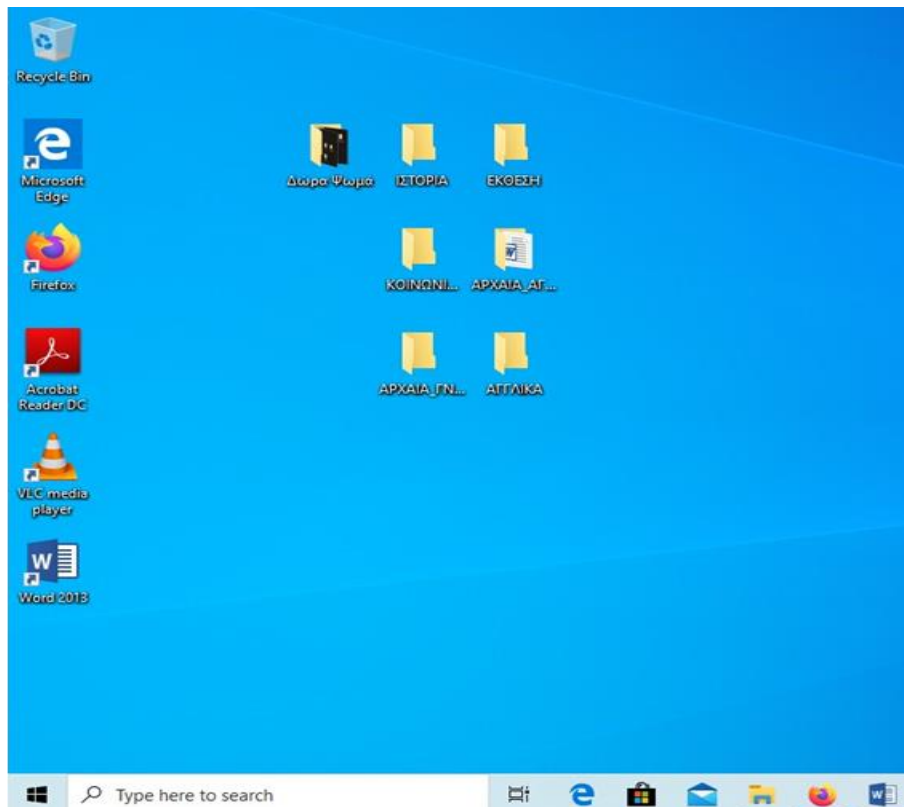 Recycle Bin
Microsoft
Edge
Δωρα Ψωμά
ΙΣΤΟΡΙΑ
ΕΚΘΕΣΗ
Firefox
ΚΟΙΝΩΝΙ...
ΑΡΧΑΙΑ_ΑΓ...
Acrobat
Reader DC
ΑΡΧΑΙΑ_ΓΝ...
ΑΓΓΛΙΚΑ
VLC media
player
Word 2013
Type here to search